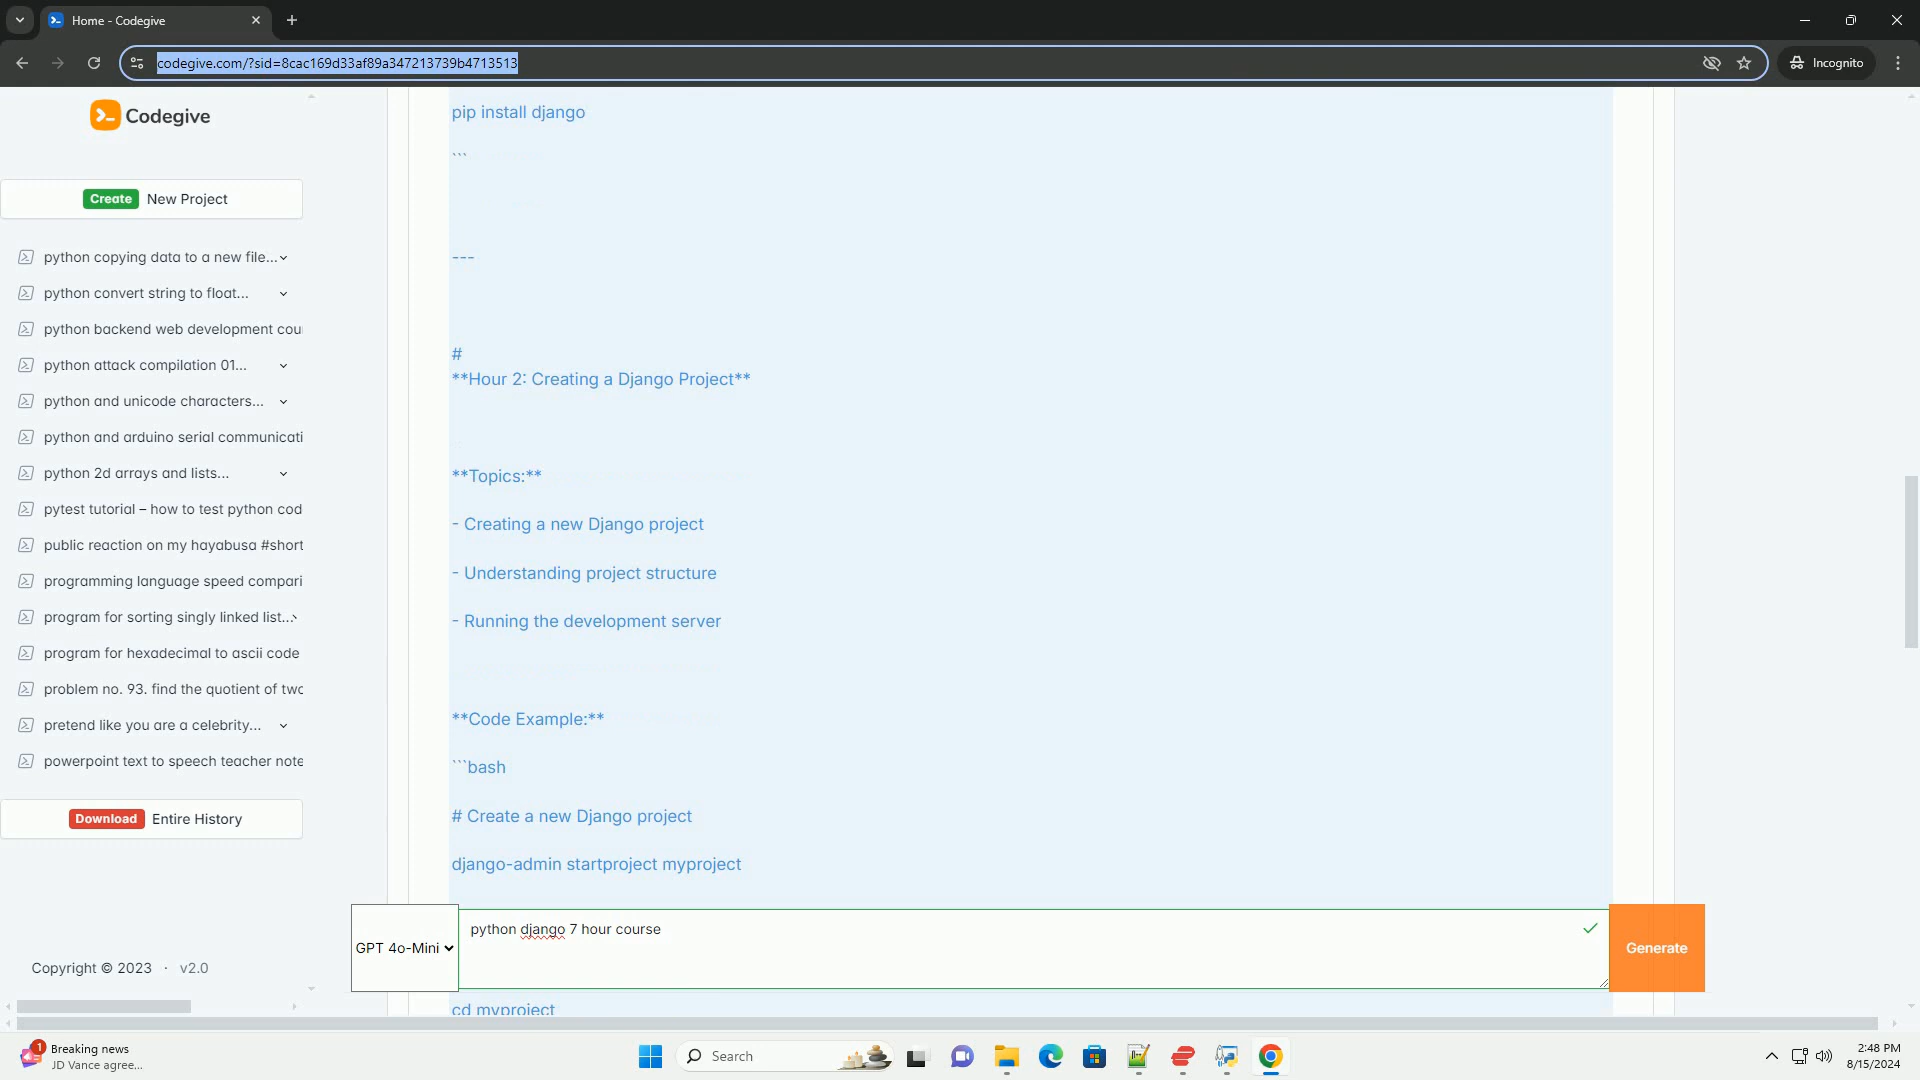 Home - Codegive
codegive.com/?sid=8cac169d33af89a347213739b4713513
Incognito
Codegive
Create New Project
python copying data to a new file...
python convert string to float...
python backend web development cou
python attack compilation 01...
python and unicode characters...
python and arduino serial communicati
python 2d arrays and lists...
pytest tutorial – how to test python cod
public reaction on my hayabusa #short
programming language speed compari
program for sorting singly linked list...
program for hexadecimal to ascii code
problem no. 93. find the quotient of two
pretend like you are a celebrity...
powerpoint text to speech teacher note
Download Entire History
Copyright © 2023 · v2.0
pip install django
```
---
#
**Hour 2: Creating a Django Project**
**Topics:**
- Creating a new Django project
- Understanding project structure
- Running the development server
**Code Example:**
```bash
# Create a new Django project
django-admin startproject myproject
GPT 4o-Mini
python django 7 hour course
Generate
cd myproject
1
Breaking news
JD Vance agree...
Search
2:48 PM
8/15/2024